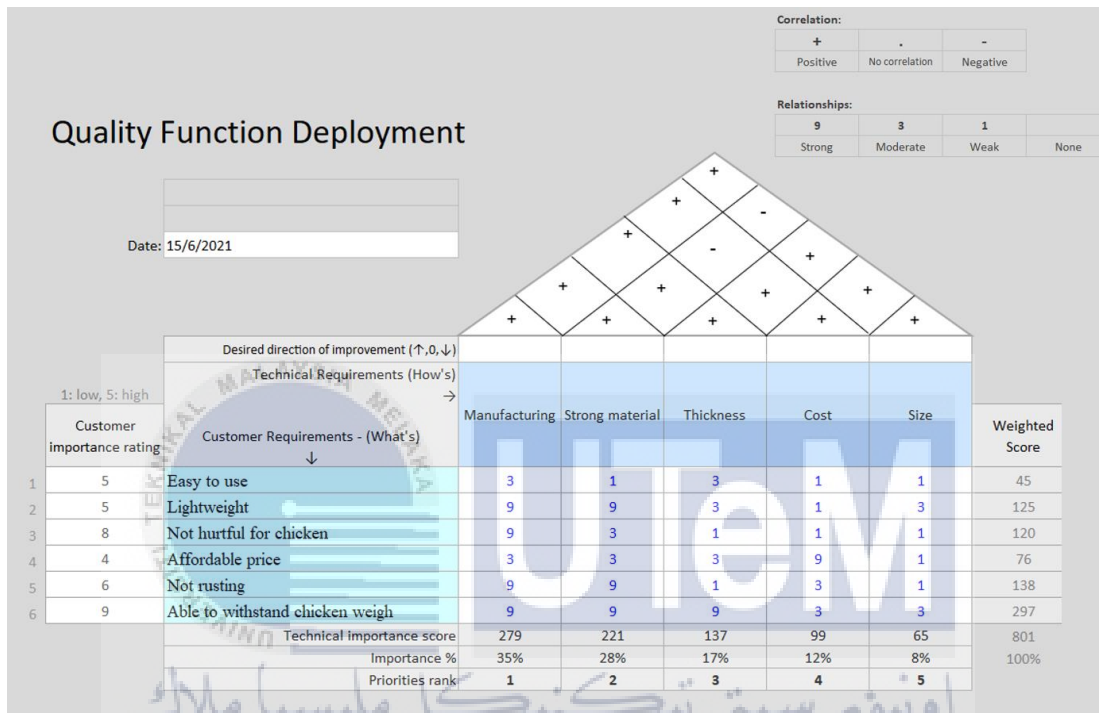 Correlation:
+ . -
Positive No correlation Negative
Relationships:
9 3 1
Strong Moderate Weak None
Quality Function Deployment
Date: 15/6/2021
+
+ -
+ - +
+ + + +
+ + + + +
Desired direction of improvement (↑,0,↓)
Technical Requirements (How's)
→
1: low, 5: high
Customer importance rating
Customer Requirements - (What's)
↓
Manufacturing Strong material Thickness Cost Size
Weighted Score
1 5 Easy to use 3 1 3 1 1 45
2 5 Lightweight 9 9 3 1 3 125
3 8 Not hurtful for chicken 9 3 1 1 1 120
4 4 Affordable price 3 3 3 9 1 76
5 6 Not rusting 9 9 1 3 1 138
6 9 Able to withstand chicken weigh 9 9 9 3 3 297
Technical importance score 279 221 137 99 65 801
Importance % 35% 28% 17% 12% 8% 100%
Priorities rank 1 2 3 4 5
TEKNIKAL MALAYSIA MELAKA
UTeM